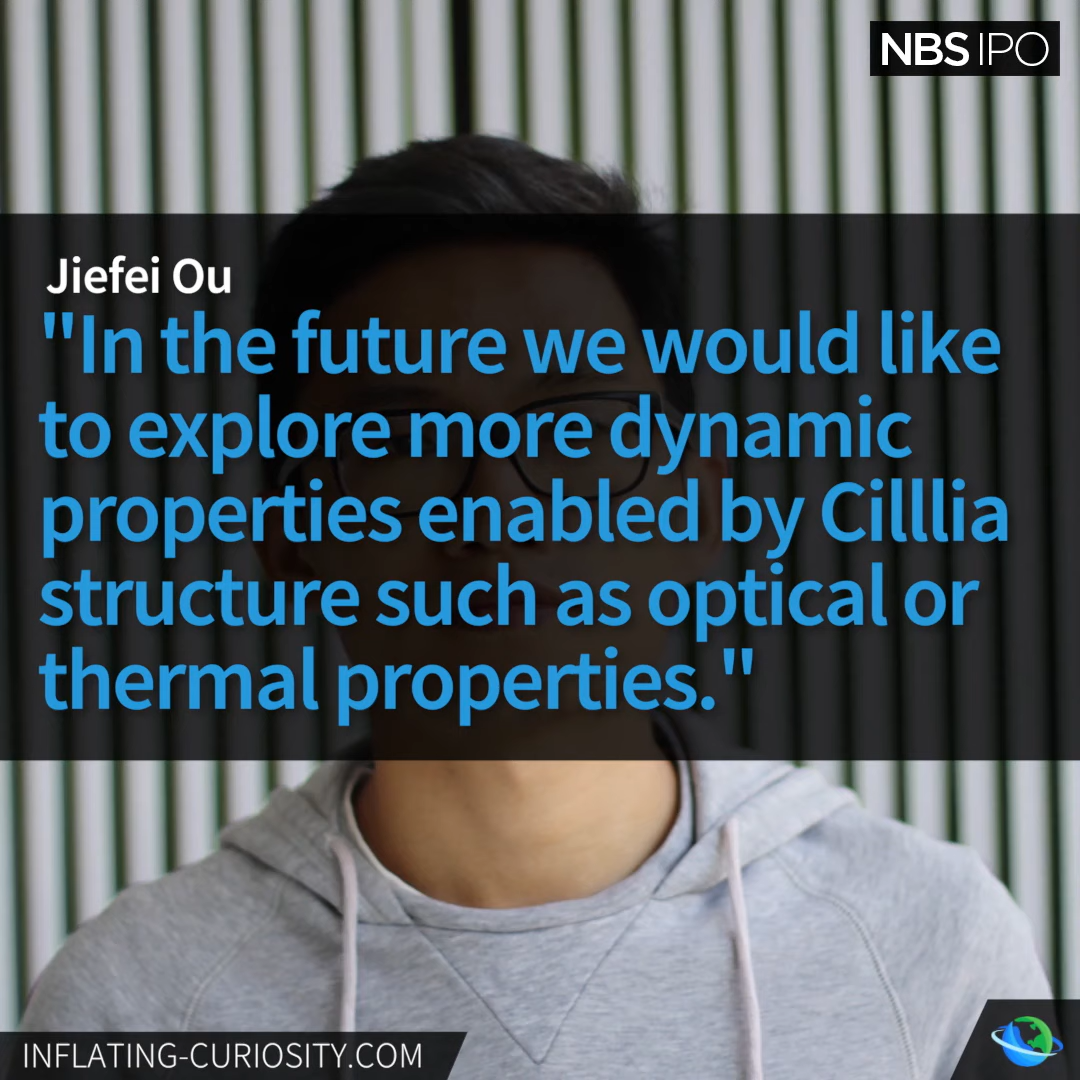 NBS IPO
Jiefei Ou
"In the future we would like
to explore more dynamic
properties enabled by Cilllia
structure such as optical or
thermal properties."
INFLATING-CURIOSITY.COM